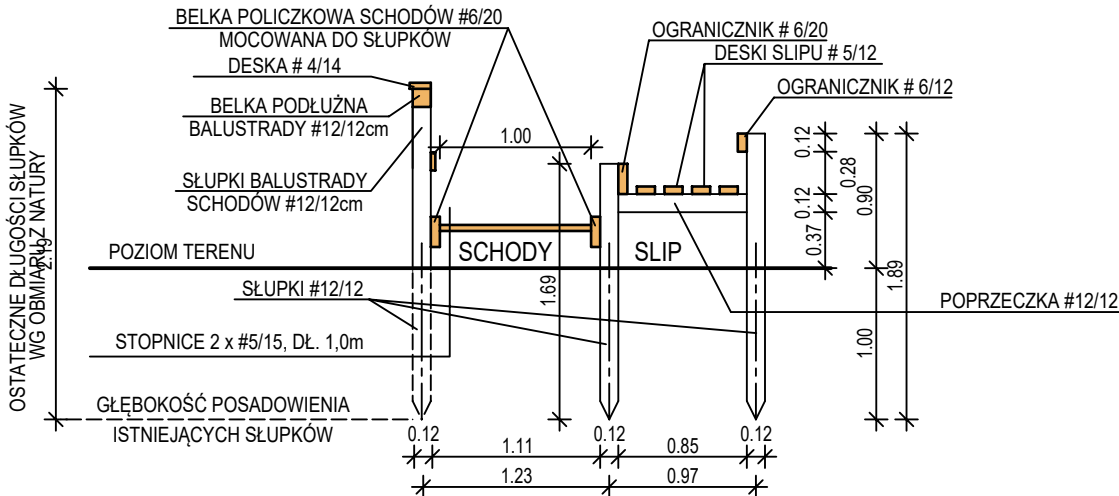 BELKA POLICZKOWA SCHODÓW #6/20
MOCOWANA DO SŁUPKÓW
OGRANICZNIK # 6/20
DESKI SLIPU # 5/12
DESKA # 4/14
OGRANICZNIK # 6/12
BELKA PODŁUŻNA
BALUSTRADY #12/12cm
1.00
0.12
0.28
SŁUPKI BALUSTRADY
SCHODÓW #12/12cm
0.12
0.90
0.37
OSTATECZNE DŁUGOŚCI SŁUPKÓW
WG OBMIARU Z NATURY
2.19
POZIOM TERENU
SCHODY
SLIP
1.69
1.89
SŁUPKI #12/12
POPRZECZKA #12/12
STOPNICE 2 x #5/15, DŁ. 1,0m
1.00
GŁĘBOKOŚĆ POSADOWIENIA
ISTNIEJĄCYCH SŁUPKÓW
0.12
0.12
0.12
1.11
0.85
1.23
0.97